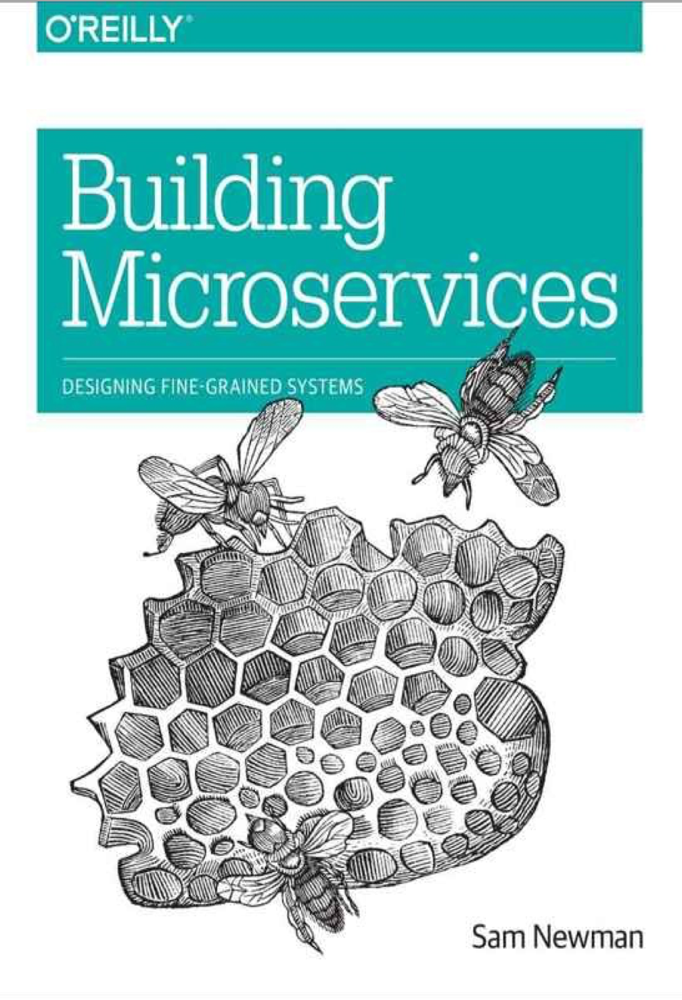 O'REILLY®
Building
Microservices
DESIGNING FINE-GRAINED SYSTEMS
Sam Newman